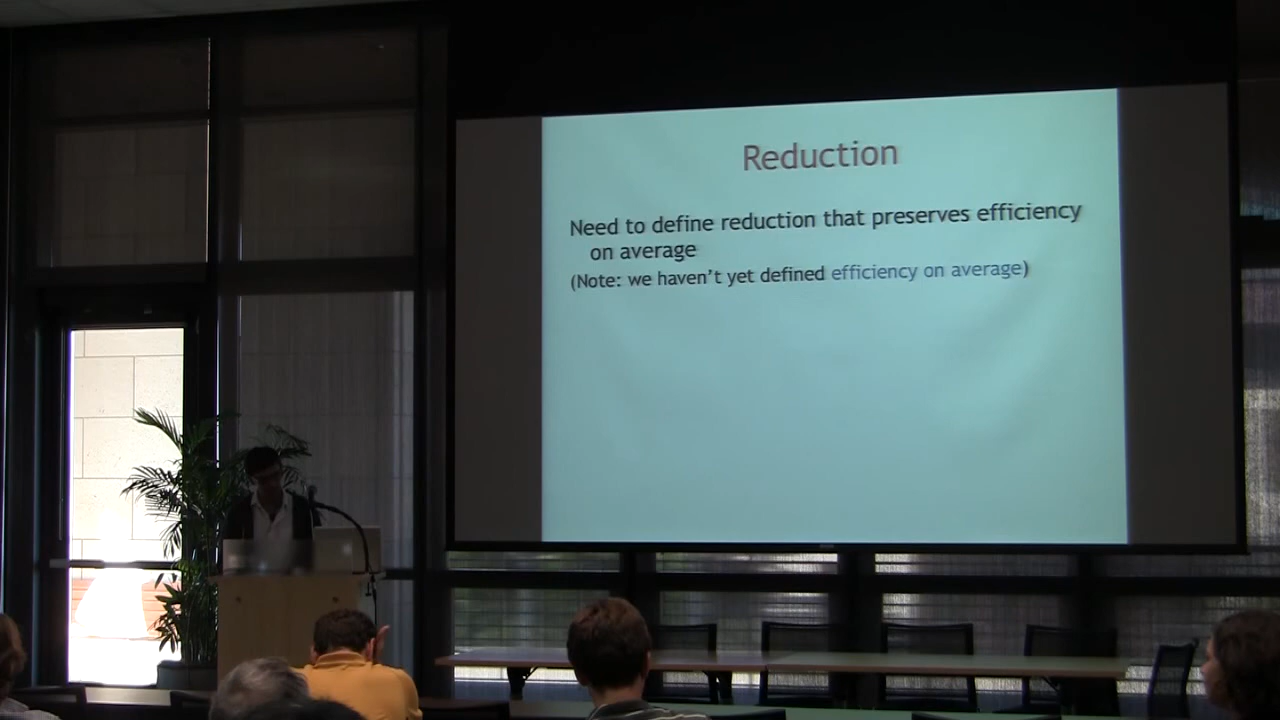 Reduction
Need to define reduction that preserves efficiency
on average
(Note: we haven't yet defined efficiency on average)